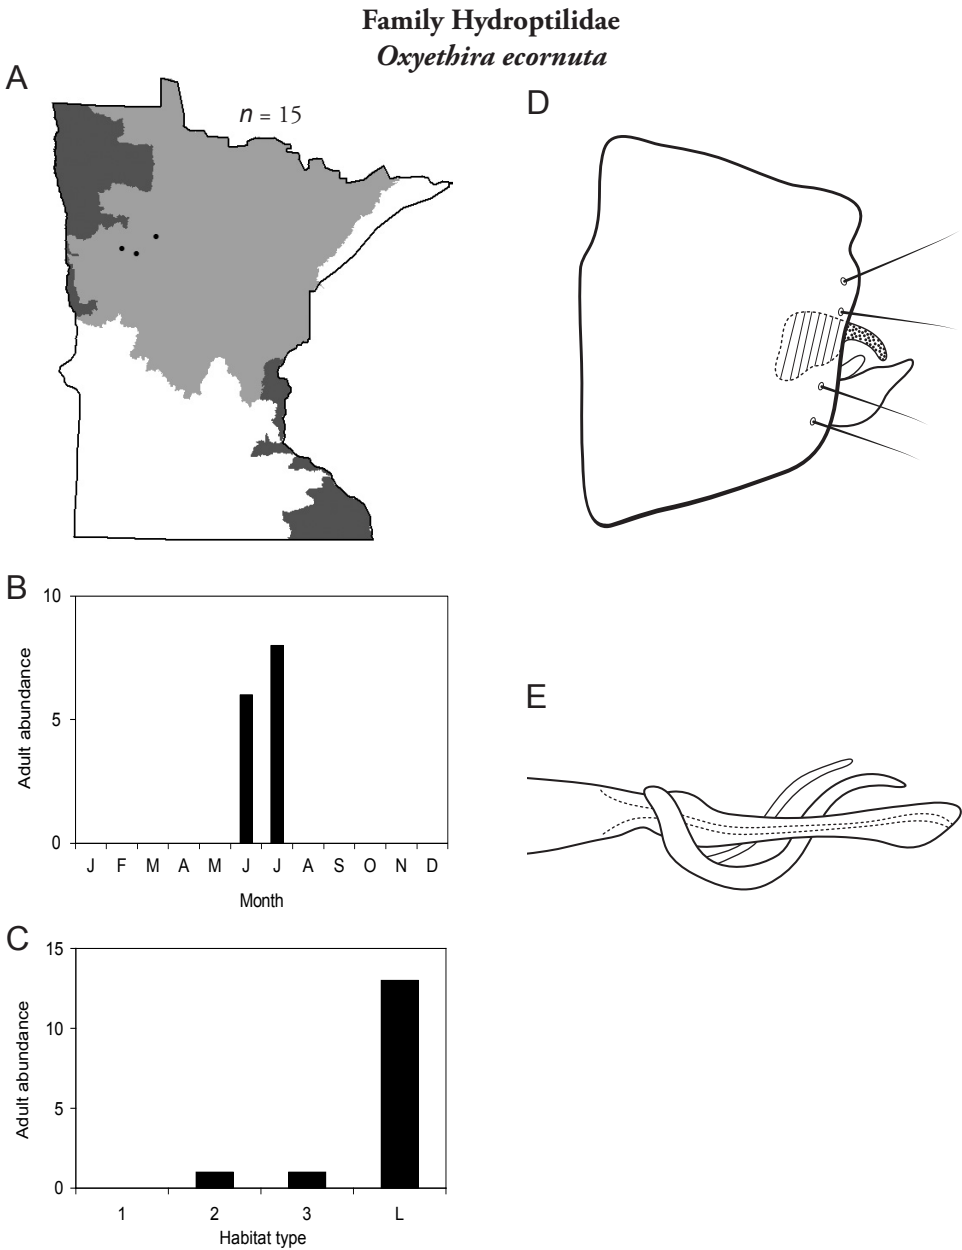 Family Hydroptilidae
Oxyethira ecornuta
A
n = 15
D
B
10
5
0
Adult abundance
J F M A M J J A S O N D
Month
E
C
15
10
5
0
Adult abundance
1 2 3 L
Habitat type